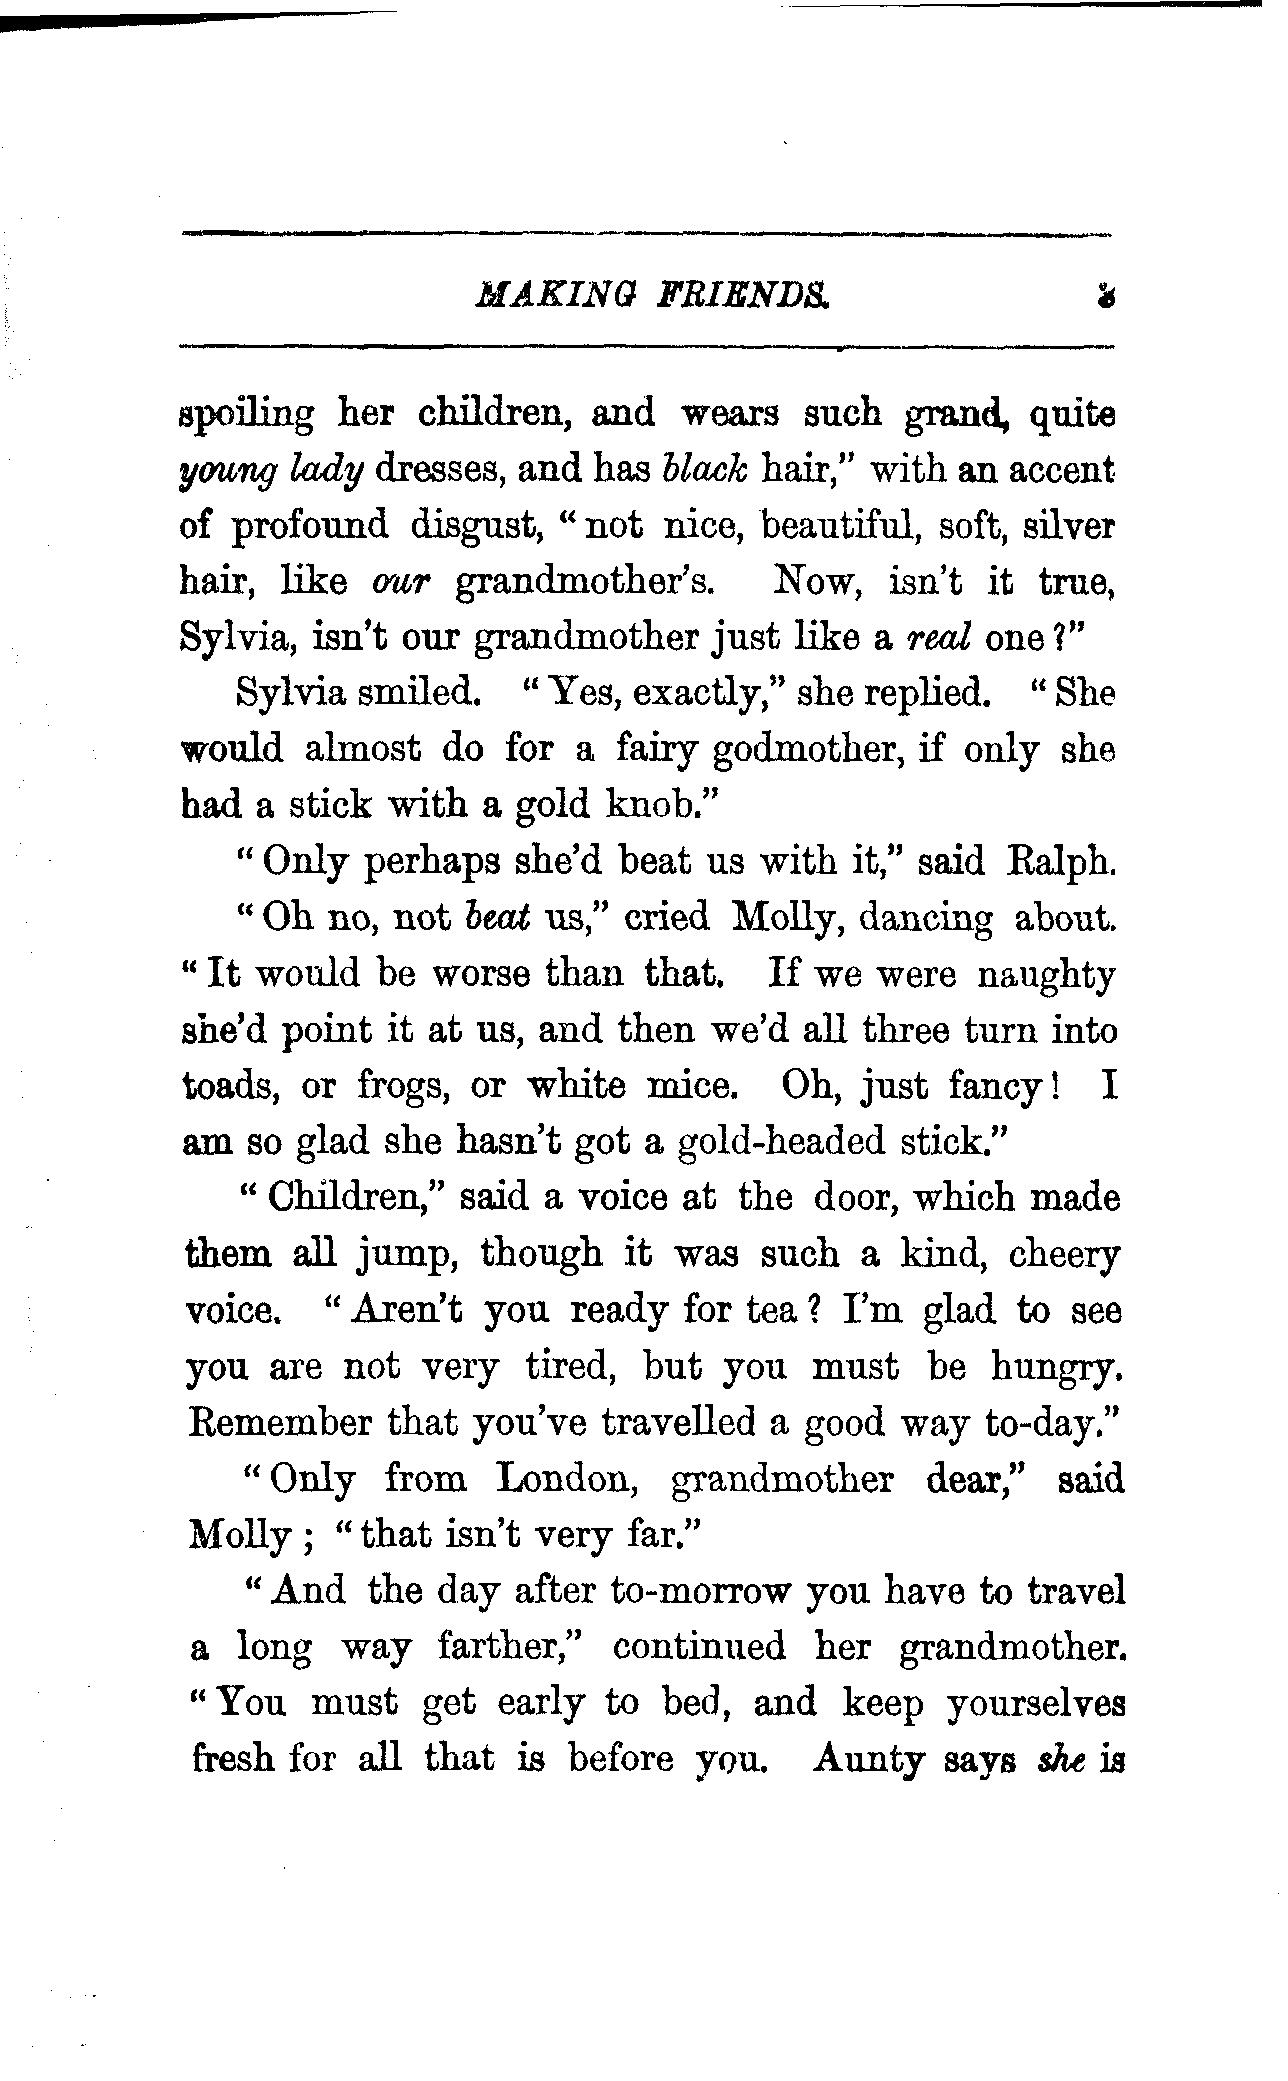 MAKING FRIENDS.
spoiling her children, and wears such grand, quite
young lady dresses, and has black hair,” with an accent
of profound disgust, “not nice, beautiful, soft, silver
hair, like our grandmother’s. Now, isn’t it true,
Sylvia, isn’t our grandmother just like a real one?”
Sylvia smiled. “Yes, exactly,” she replied. “She
would almost do for a fairy godmother, if only she
had a stick with a gold knob.”
“Only perhaps she’d beat us with it,” said Ralph.
“Oh no, not beat us,” cried Molly, dancing about.
“It would be worse than that. If we were naughty
she’d point it at us, and then we’d all three turn into
toads, or frogs, or white mice. Oh, just fancy! I
am so glad she hasn’t got a gold-headed stick.”
“Children,” said a voice at the door, which made
them all jump, though it was such a kind, cheery
voice. “Aren’t you ready for tea? I’m glad to see
you are not very tired, but you must be hungry.
Remember that you’ve travelled a good way to-day.”
“Only from London, grandmother dear,” said
Molly; “that isn’t very far.”
“And the day after to-morrow you have to travel
a long way farther,” continued her grandmother.
“You must get early to bed, and keep yourselves
fresh for all that is before you. Aunty says she is